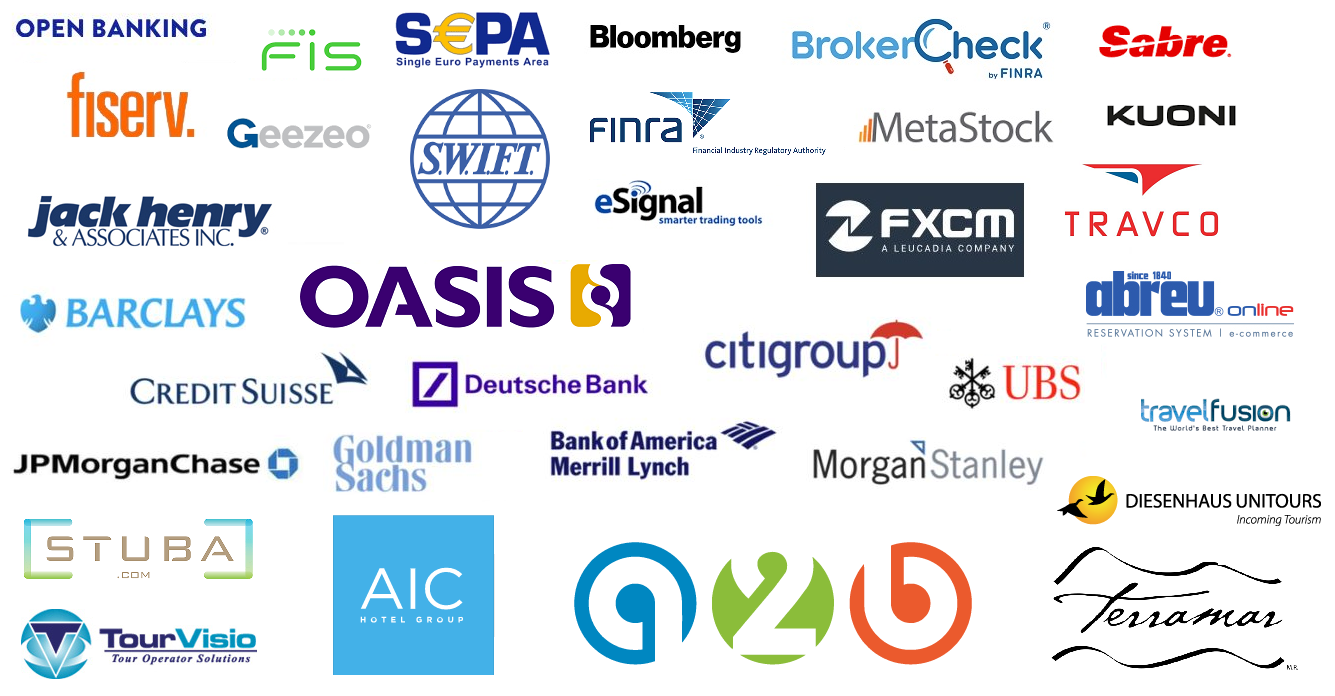 OPEN BANKING
FiS
S€PA
Single Euro Payments Area
Bloomberg
BrokerCheck®
by FINRA
Sabre®
fiserv.
Geezeo®
S.W.I.F.T.
FINra®
Financial Industry Regulatory Authority
MetaStock
KUONI
jack henry®
& ASSOCIATES INC.
eSignal
smarter trading tools
FXCM
A LEUCADIA COMPANY
TRAVCO
BARCLAYS
OASIS
since 1840
abreu® online
RESERVATION SYSTEM | e-commerce
CREDIT SUISSE
Deutsche Bank
citigroup
UBS
travelfusion
The World's Best Travel Planner
JPMorganChase
Goldman
Sachs
Bank of America
Merrill Lynch
Morgan Stanley
DIESENHAUS UNITOURS
Incoming Tourism
STUBA
.COM
AIC
HOTEL GROUP
a2b
Terramar
M.R.
TourVisio
Tour Operator Solutions